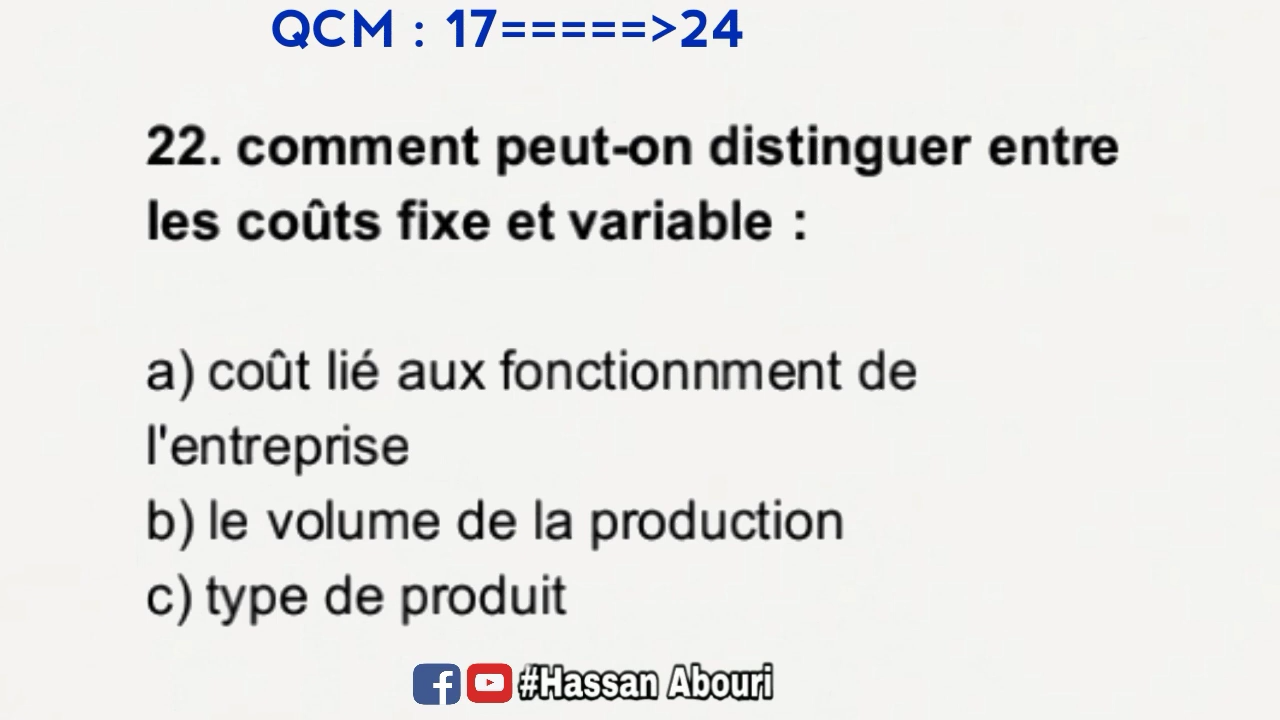 QCM : 17=====>24
22. comment peut-on distinguer entre
les coûts fixe et variable :
a) coût lié aux fonctionnment de
l'entreprise
b) le volume de la production
c) type de produit
#Hassan Abouri